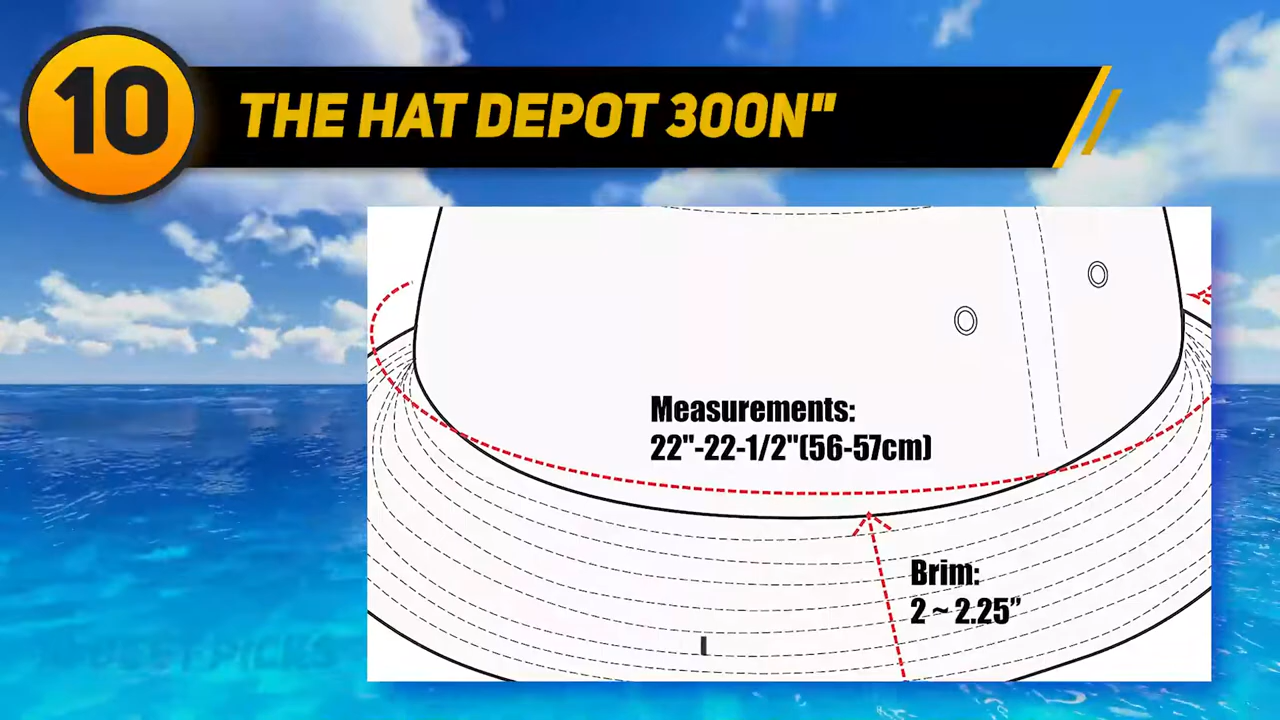 10
THE HAT DEPOT 300N"
Measurements:
22"-22-1/2"(56-57cm)
Brim:
2 ~ 2.25”